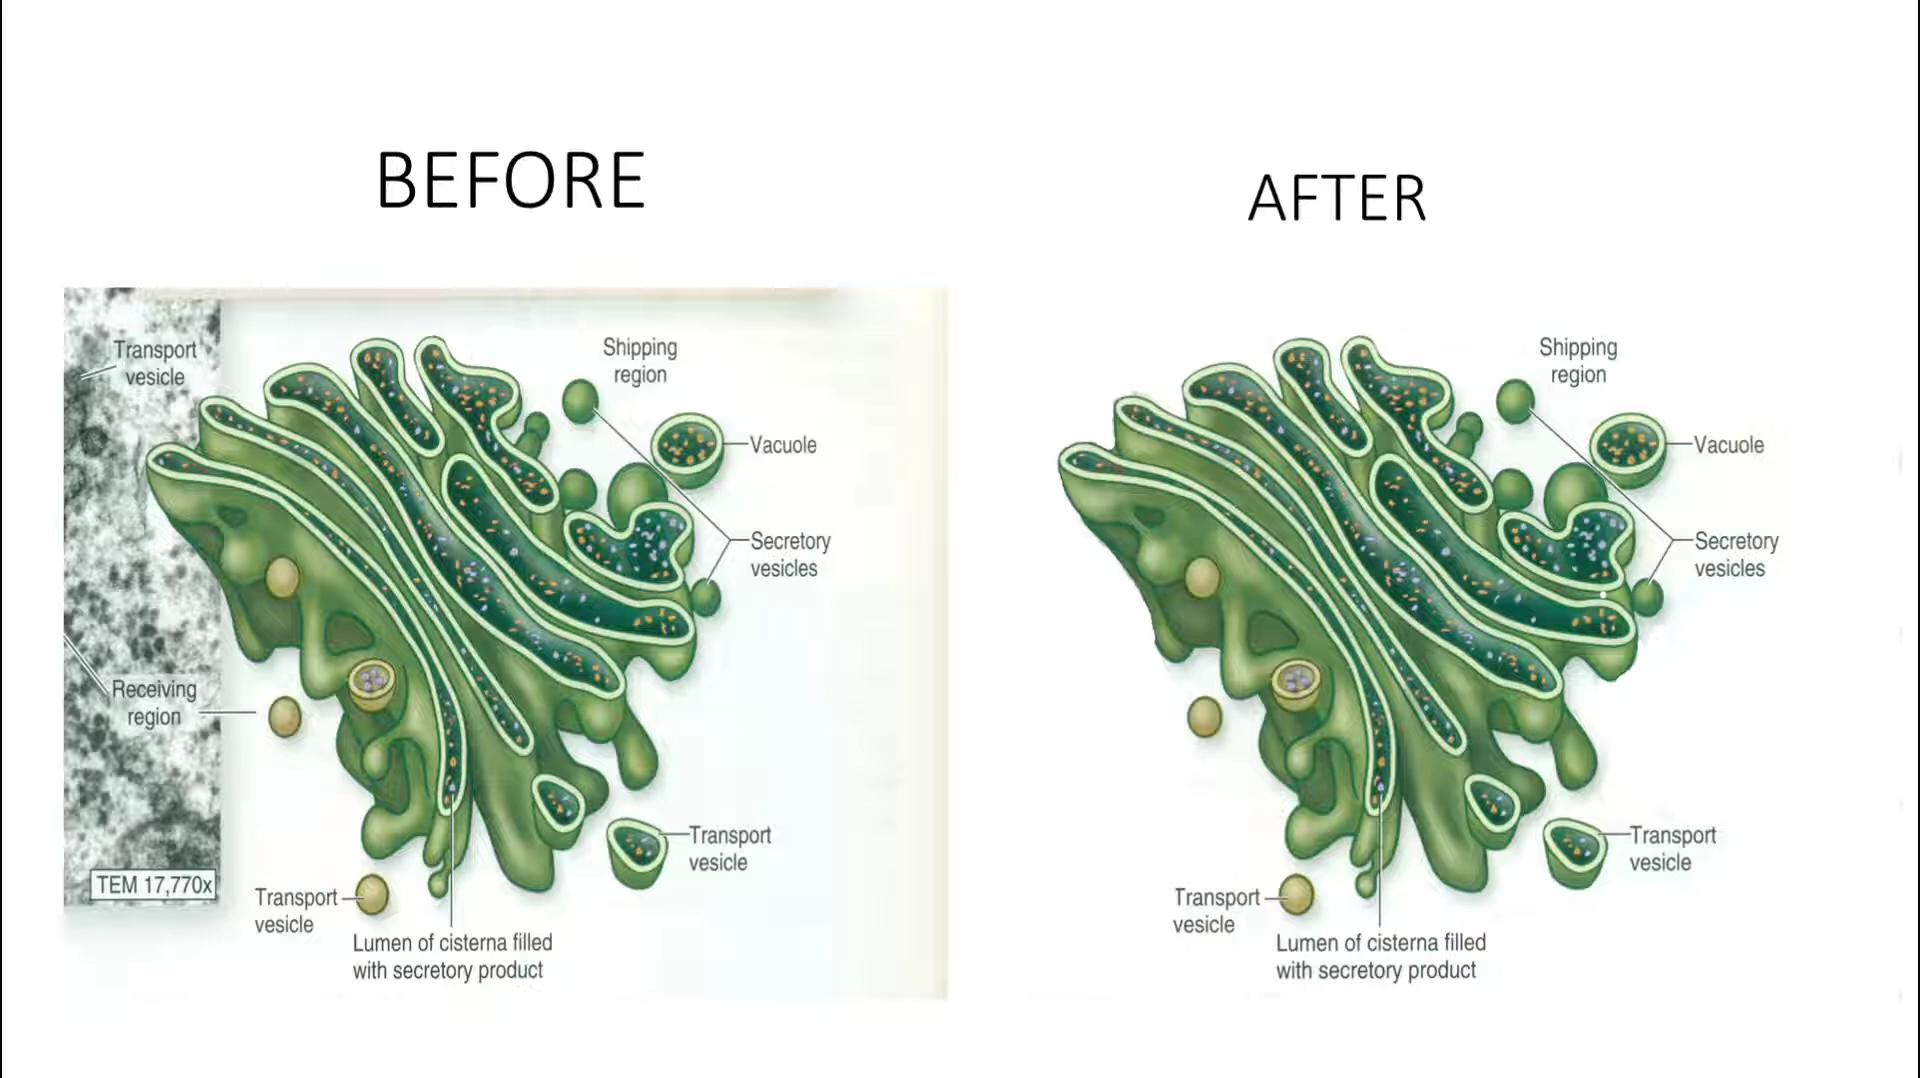 BEFORE
AFTER
Transport
vesicle
Shipping
region
Vacuole
Secretory
vesicles
Receiving
region
TEM 17,770x
Transport
vesicle
Transport
vesicle
Lumen of cisterna filled
with secretory product
Shipping
region
Vacuole
Secretory
vesicles
Transport
vesicle
Transport
vesicle
Lumen of cisterna filled
with secretory product